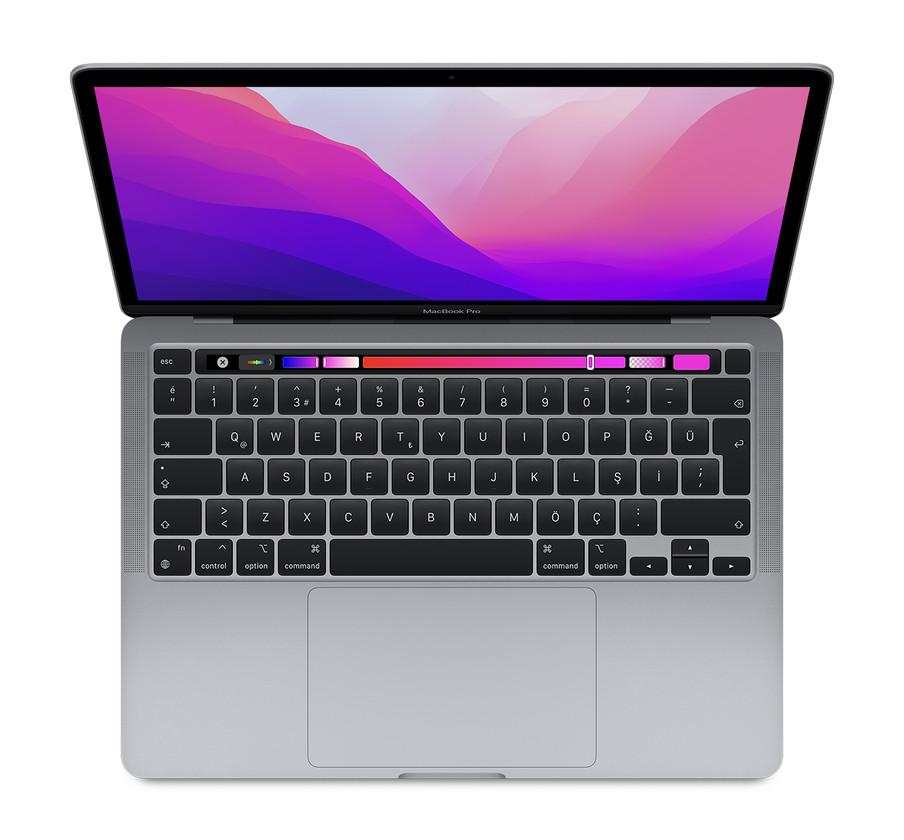 MacBook Pro
esc
é ! ' ^ + % & / ( ) = ? _
" 1 2 3 # 4 5 6 7 8 9 0 * -
Q @ W E R T ₺ Y U I O P Ğ Ü
A S D F G H J K L Ş İ ; ,
> < Z X C V B N M Ö Ç : .
fn ^ ⌥ ⌘ ⌘ ⌥
control option command command option